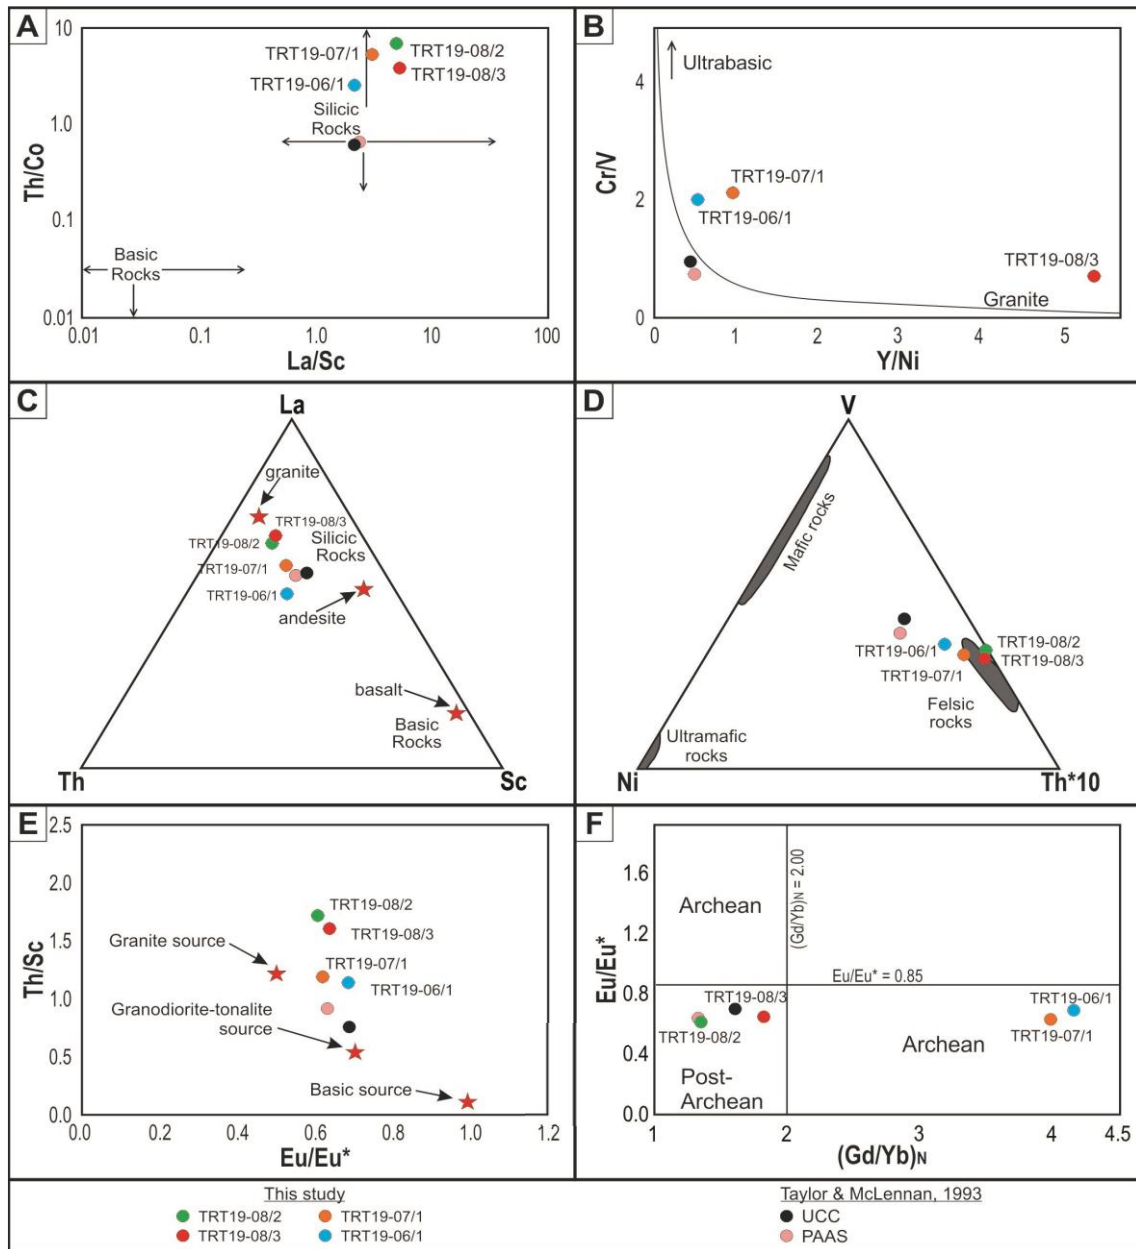 A
10
1.0
0.1
0.01
Th/Co
TRT19-07/1
TRT19-08/2
TRT19-08/3
TRT19-06/1
Silicic
Rocks
Basic
Rocks
0.01
0.1
1.0
10
100
La/Sc
B
4
2
0
Cr/V
Ultrabasic
TRT19-07/1
TRT19-06/1
TRT19-08/3
Granite
0
1
2
3
4
5
Y/Ni
C
La
granite
TRT19-08/3
TRT19-08/2
Silicic
Rocks
TRT19-07/1
TRT19-06/1
andesite
basalt
Basic
Rocks
Th
Sc
D
V
Mafic rocks
TRT19-06/1
TRT19-08/2
TRT19-08/3
TRT19-07/1
Felsic
rocks
Ultramafic
rocks
Ni
Th*10
E
2.5
2.0
1.5
1.0
0.5
0.0
Th/Sc
TRT19-08/2
TRT19-08/3
Granite source
TRT19-07/1
TRT19-06/1
Granodiorite-tonalite
source
Basic source
0.0
0.2
0.4
0.6
0.8
1.0
1.2
Eu/Eu*
F
1.6
1.2
0.8
0.4
0.0
Eu/Eu*
Archean
(Gd/Yb)N = 2.00
Eu/Eu* = 0.85
TRT19-08/3
TRT19-06/1
TRT19-08/2
TRT19-07/1
Archean
Post-
Archean
1
2
3
4
4.5
(Gd/Yb)N
This study
TRT19-08/2
TRT19-07/1
TRT19-08/3
TRT19-06/1
Taylor & McLennan, 1993
UCC
PAAS